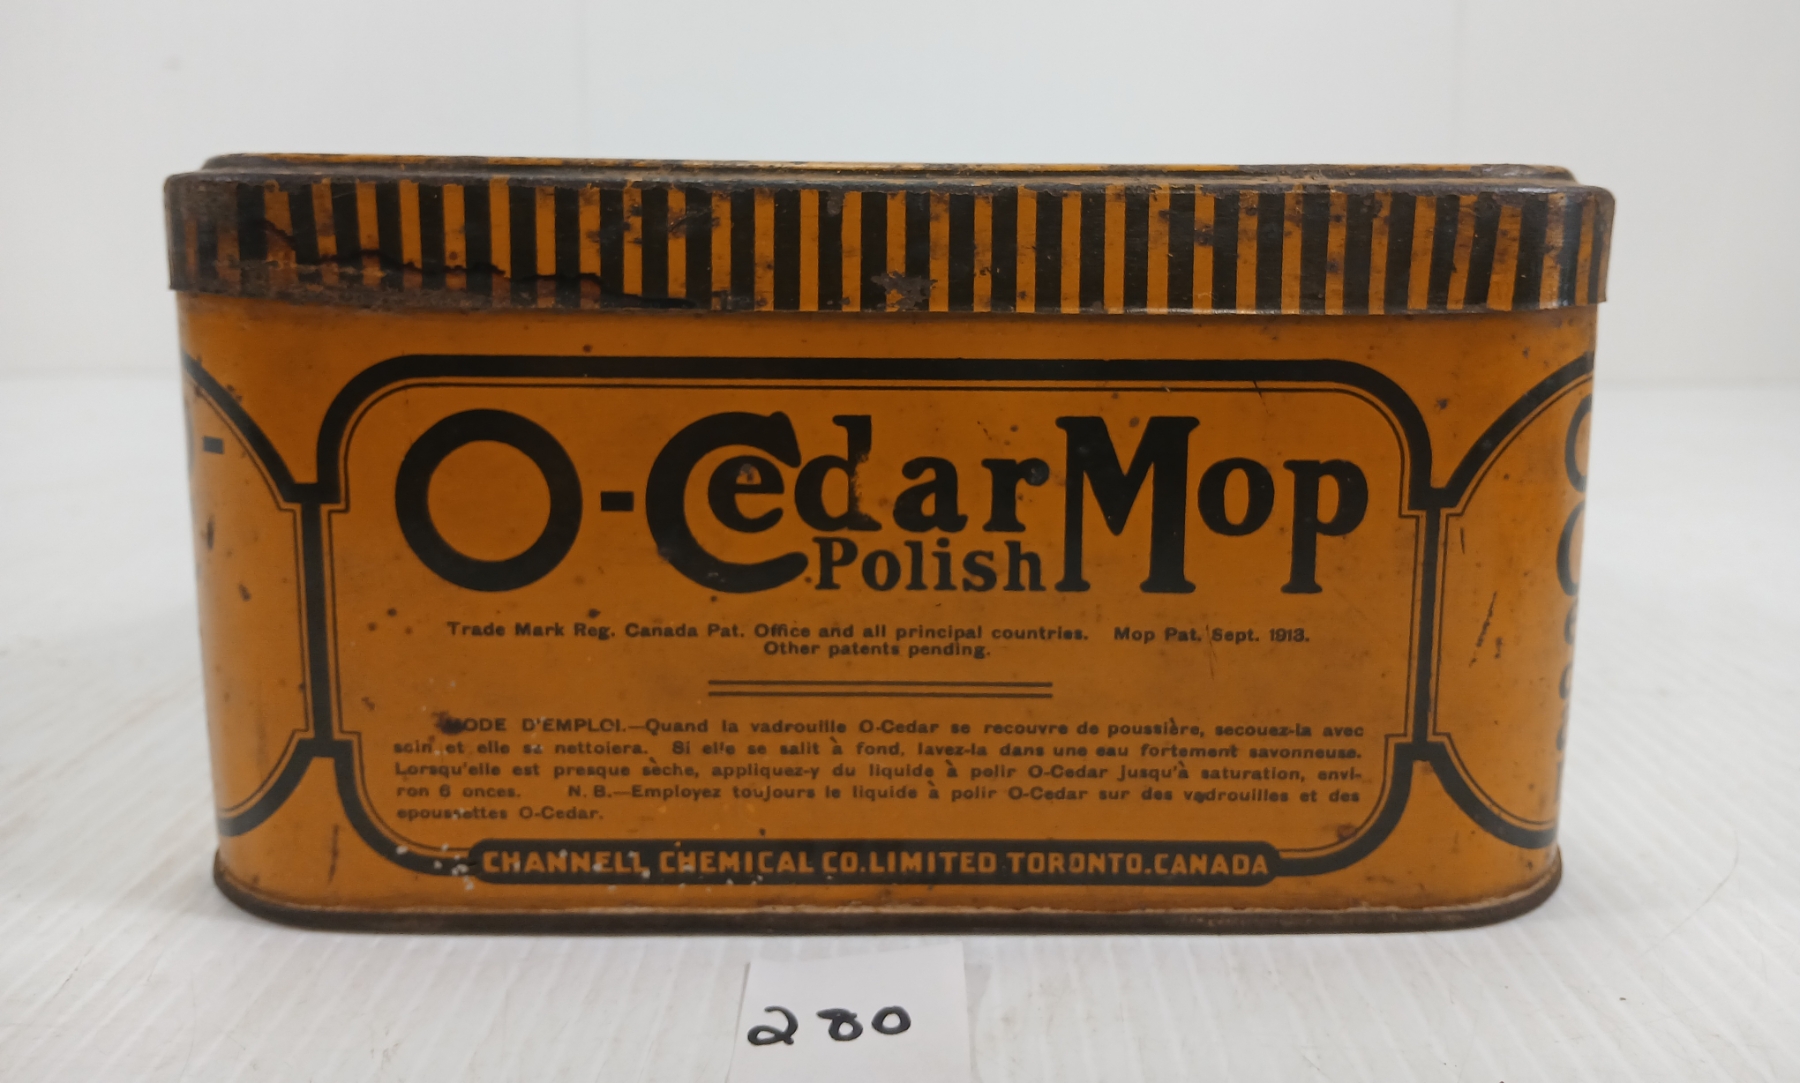 O-Cedar Mop
Polish
Trade Mark Reg. Canada Pat. Office and all principal countries. Mop Pat. Sept. 1913.
Other patents pending.
MODE D'EMPLOI.—Quand la vadrouille O-Cedar se recouvre de poussière, secouez-la avec
soin et elle se nettoiera. Si elle se salit à fond, lavez-la dans une eau fortement savonneuse.
Lorsqu'elle est presque sèche, appliquez-y du liquide à polir O-Cedar jusqu'à saturation, envi-
ron 6 onces. N. B.—Employez toujours le liquide à polir O-Cedar sur des vadrouilles et des
epoussettes O-Cedar.
CHANNELL CHEMICAL CO. LIMITED TORONTO. CANADA
280